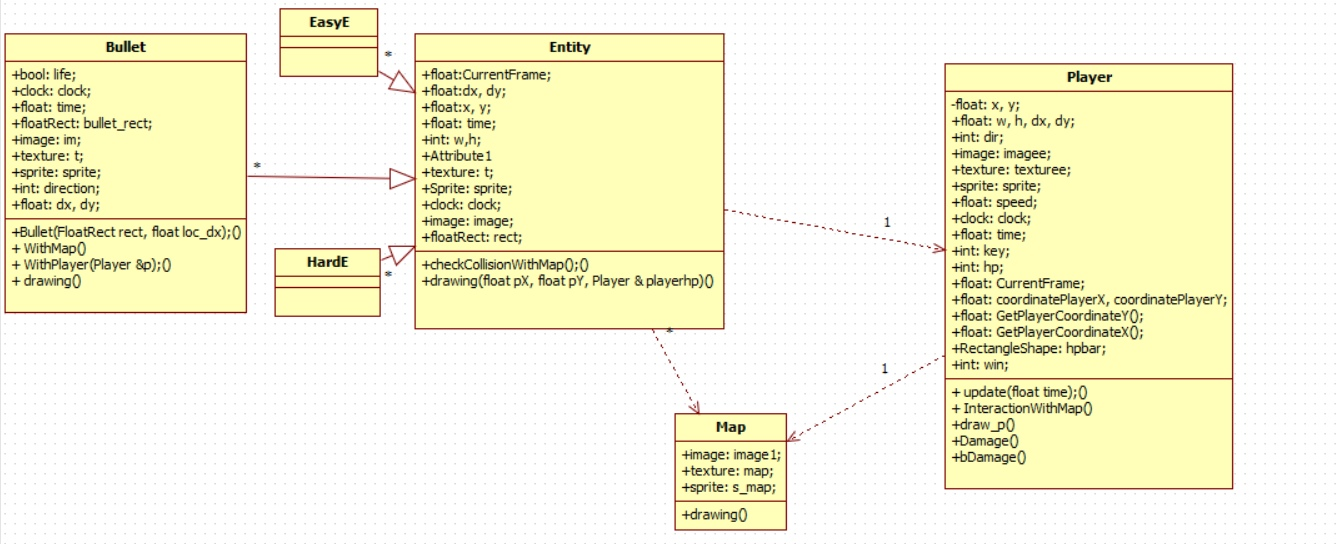 EasyE
*
Bullet
+bool: life;
+clock: clock;
+float: time;
+floatRect: bullet_rect;
+image: im;
+texture: t;
+sprite: sprite;
+int: direction;
+float: dx, dy;
+Bullet(FloatRect rect, float loc_dx);()
+ WithMap()
+ WithPlayer(Player &p);()
+ drawing()
*
HardE
*
Entity
+float:CurrentFrame;
+float:dx, dy;
+float:x, y;
+float: time;
+int: w,h;
+Attribute1
+texture: t;
+Sprite: sprite;
+clock: clock;
+image: image;
+floatRect: rect;
+checkCollisionWithMap();()
+drawing(float pX, float pY, Player & playerhp)()
*
1
1
Map
+image: image1;
+texture: map;
+sprite: s_map;
+drawing()
Player
-float: x, y;
+float: w, h, dx, dy;
+int: dir;
+image: imagee;
+texture: texturee;
+sprite: sprite;
+float: speed;
+clock: clock;
+float: time;
+int: key;
+int: hp;
+float: CurrentFrame;
+float: coordinatePlayerX, coordinatePlayerY;
+float: GetPlayerCoordinateY();
+float: GetPlayerCoordinateX();
+RectangleShape: hpbar;
+int: win;
+ update(float time);()
+ InteractionWithMap()
+draw_p()
+Damage()
+bDamage()